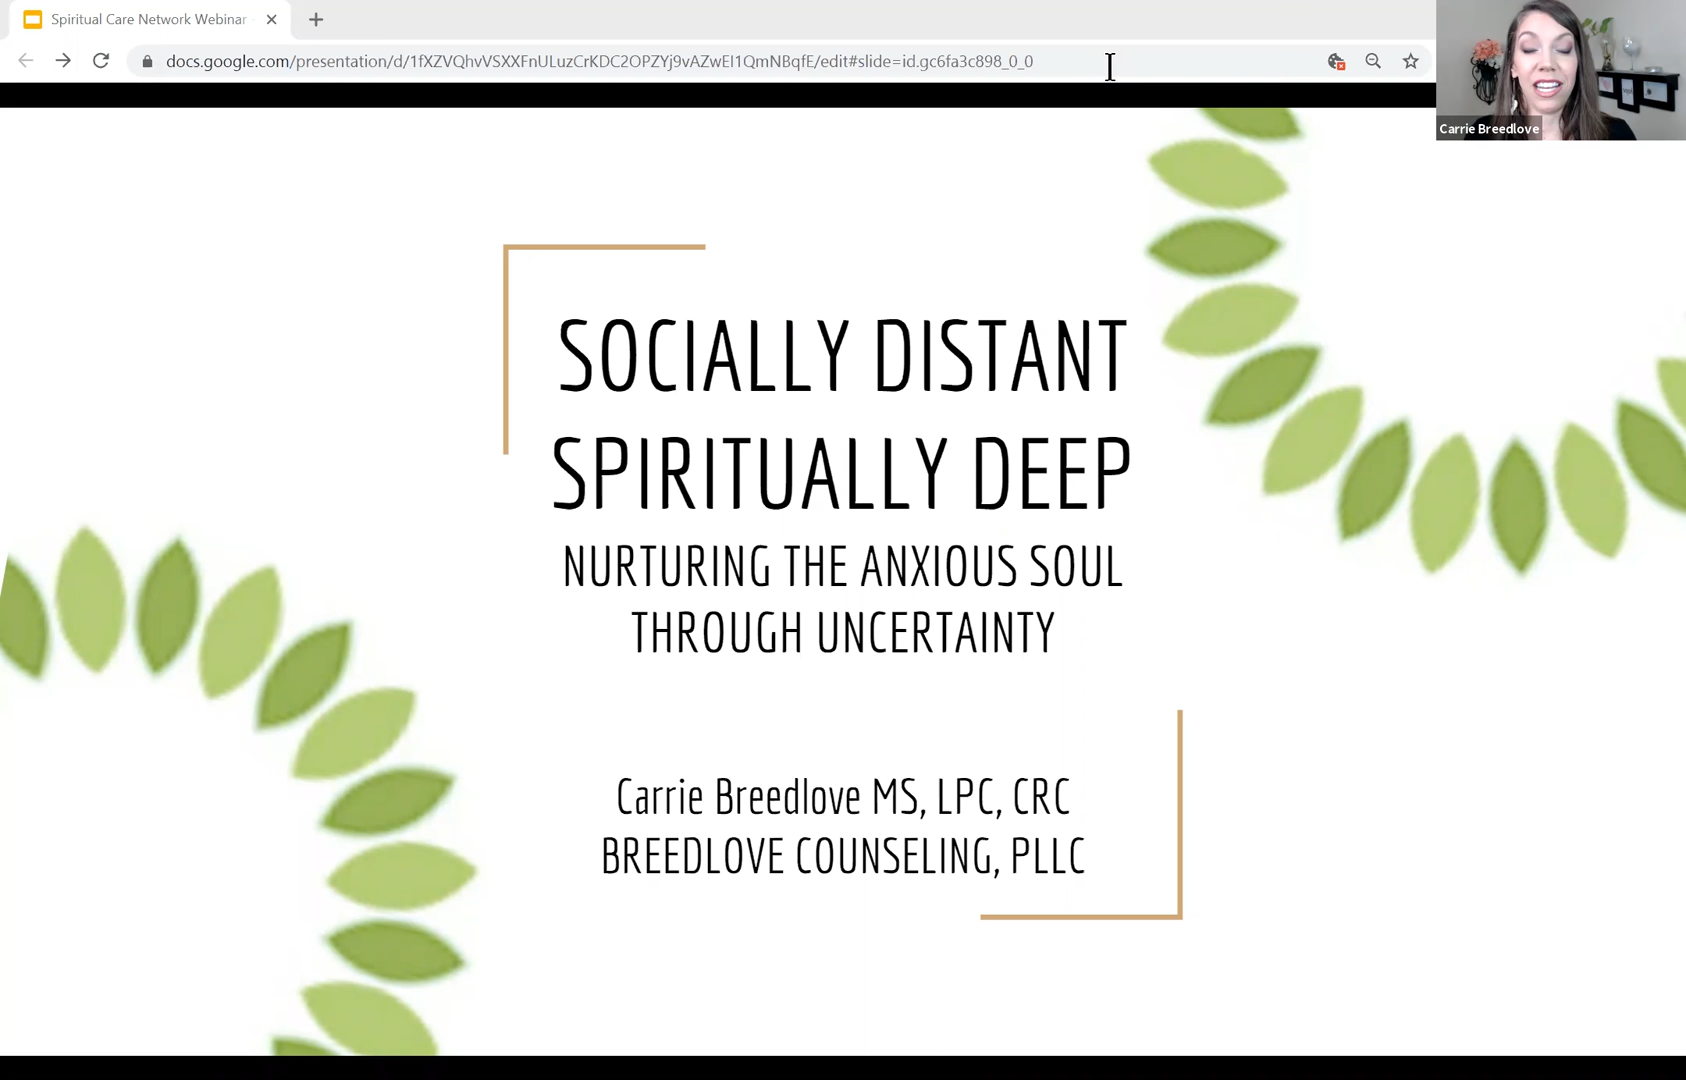 Spiritual Care Network Webinar
docs.google.com/presentation/d/1fXZVQhvVSXXFnULuzCrKDC2OPZYj9vAZwEI1QmNBqfE/edit#slide=id.gc6fa3c898_0_0
Carrie Breedlove
SOCIALLY DISTANT
SPIRITUALLY DEEP
NURTURING THE ANXIOUS SOUL
THROUGH UNCERTAINTY
Carrie Breedlove MS, LPC, CRC
BREEDLOVE COUNSELING, PLLC